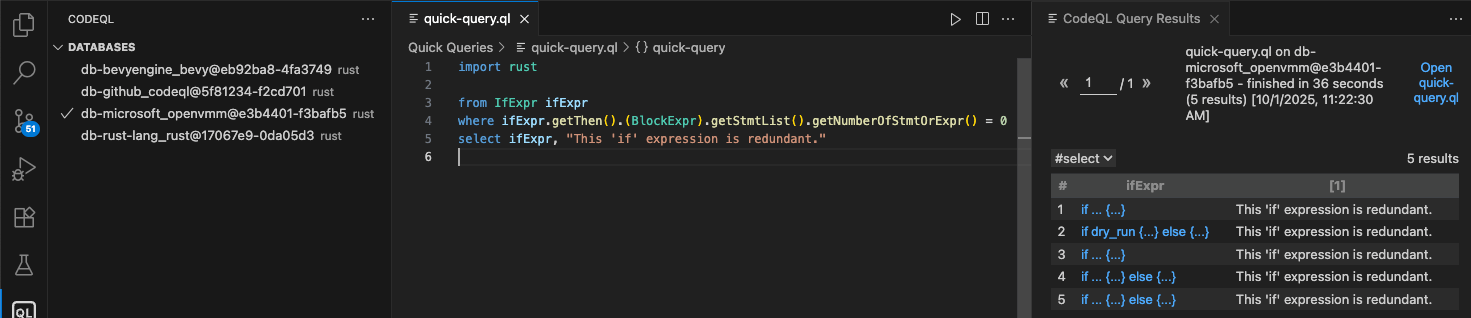 CODEQL
DATABASES
db-bevyengine_bevy@eb92ba8-4fa3749 rust
db-github_codeql@5f81234-f2cd701 rust
db-microsoft_openvmm@e3b4401-f3bafb5 rust
db-rust-lang_rust@17067e9-0da05d3 rust
51
QL
quick-query.ql
Quick Queries > quick-query.ql > {} quick-query
1 import rust
2
3 from IfExpr ifExpr
4 where ifExpr.getThen().(BlockExpr).getStmtList().getNumberOfStmtOrExpr() = 0
5 select ifExpr, "This 'if' expression is redundant."
6
CodeQL Query Results
« 1 / 1 »
quick-query.ql on db-
microsoft_openvmm@e3b4401-
f3bafb5 - finished in 36 seconds
(5 results) [10/1/2025, 11:22:30
AM]
Open
quick-
query.ql
#select 5 results
# ifExpr [1]
1 if ... {...} This 'if' expression is redundant.
2 if dry_run {...} else {...} This 'if' expression is redundant.
3 if ... {...} This 'if' expression is redundant.
4 if ... {...} else {...} This 'if' expression is redundant.
5 if ... {...} else {...} This 'if' expression is redundant.